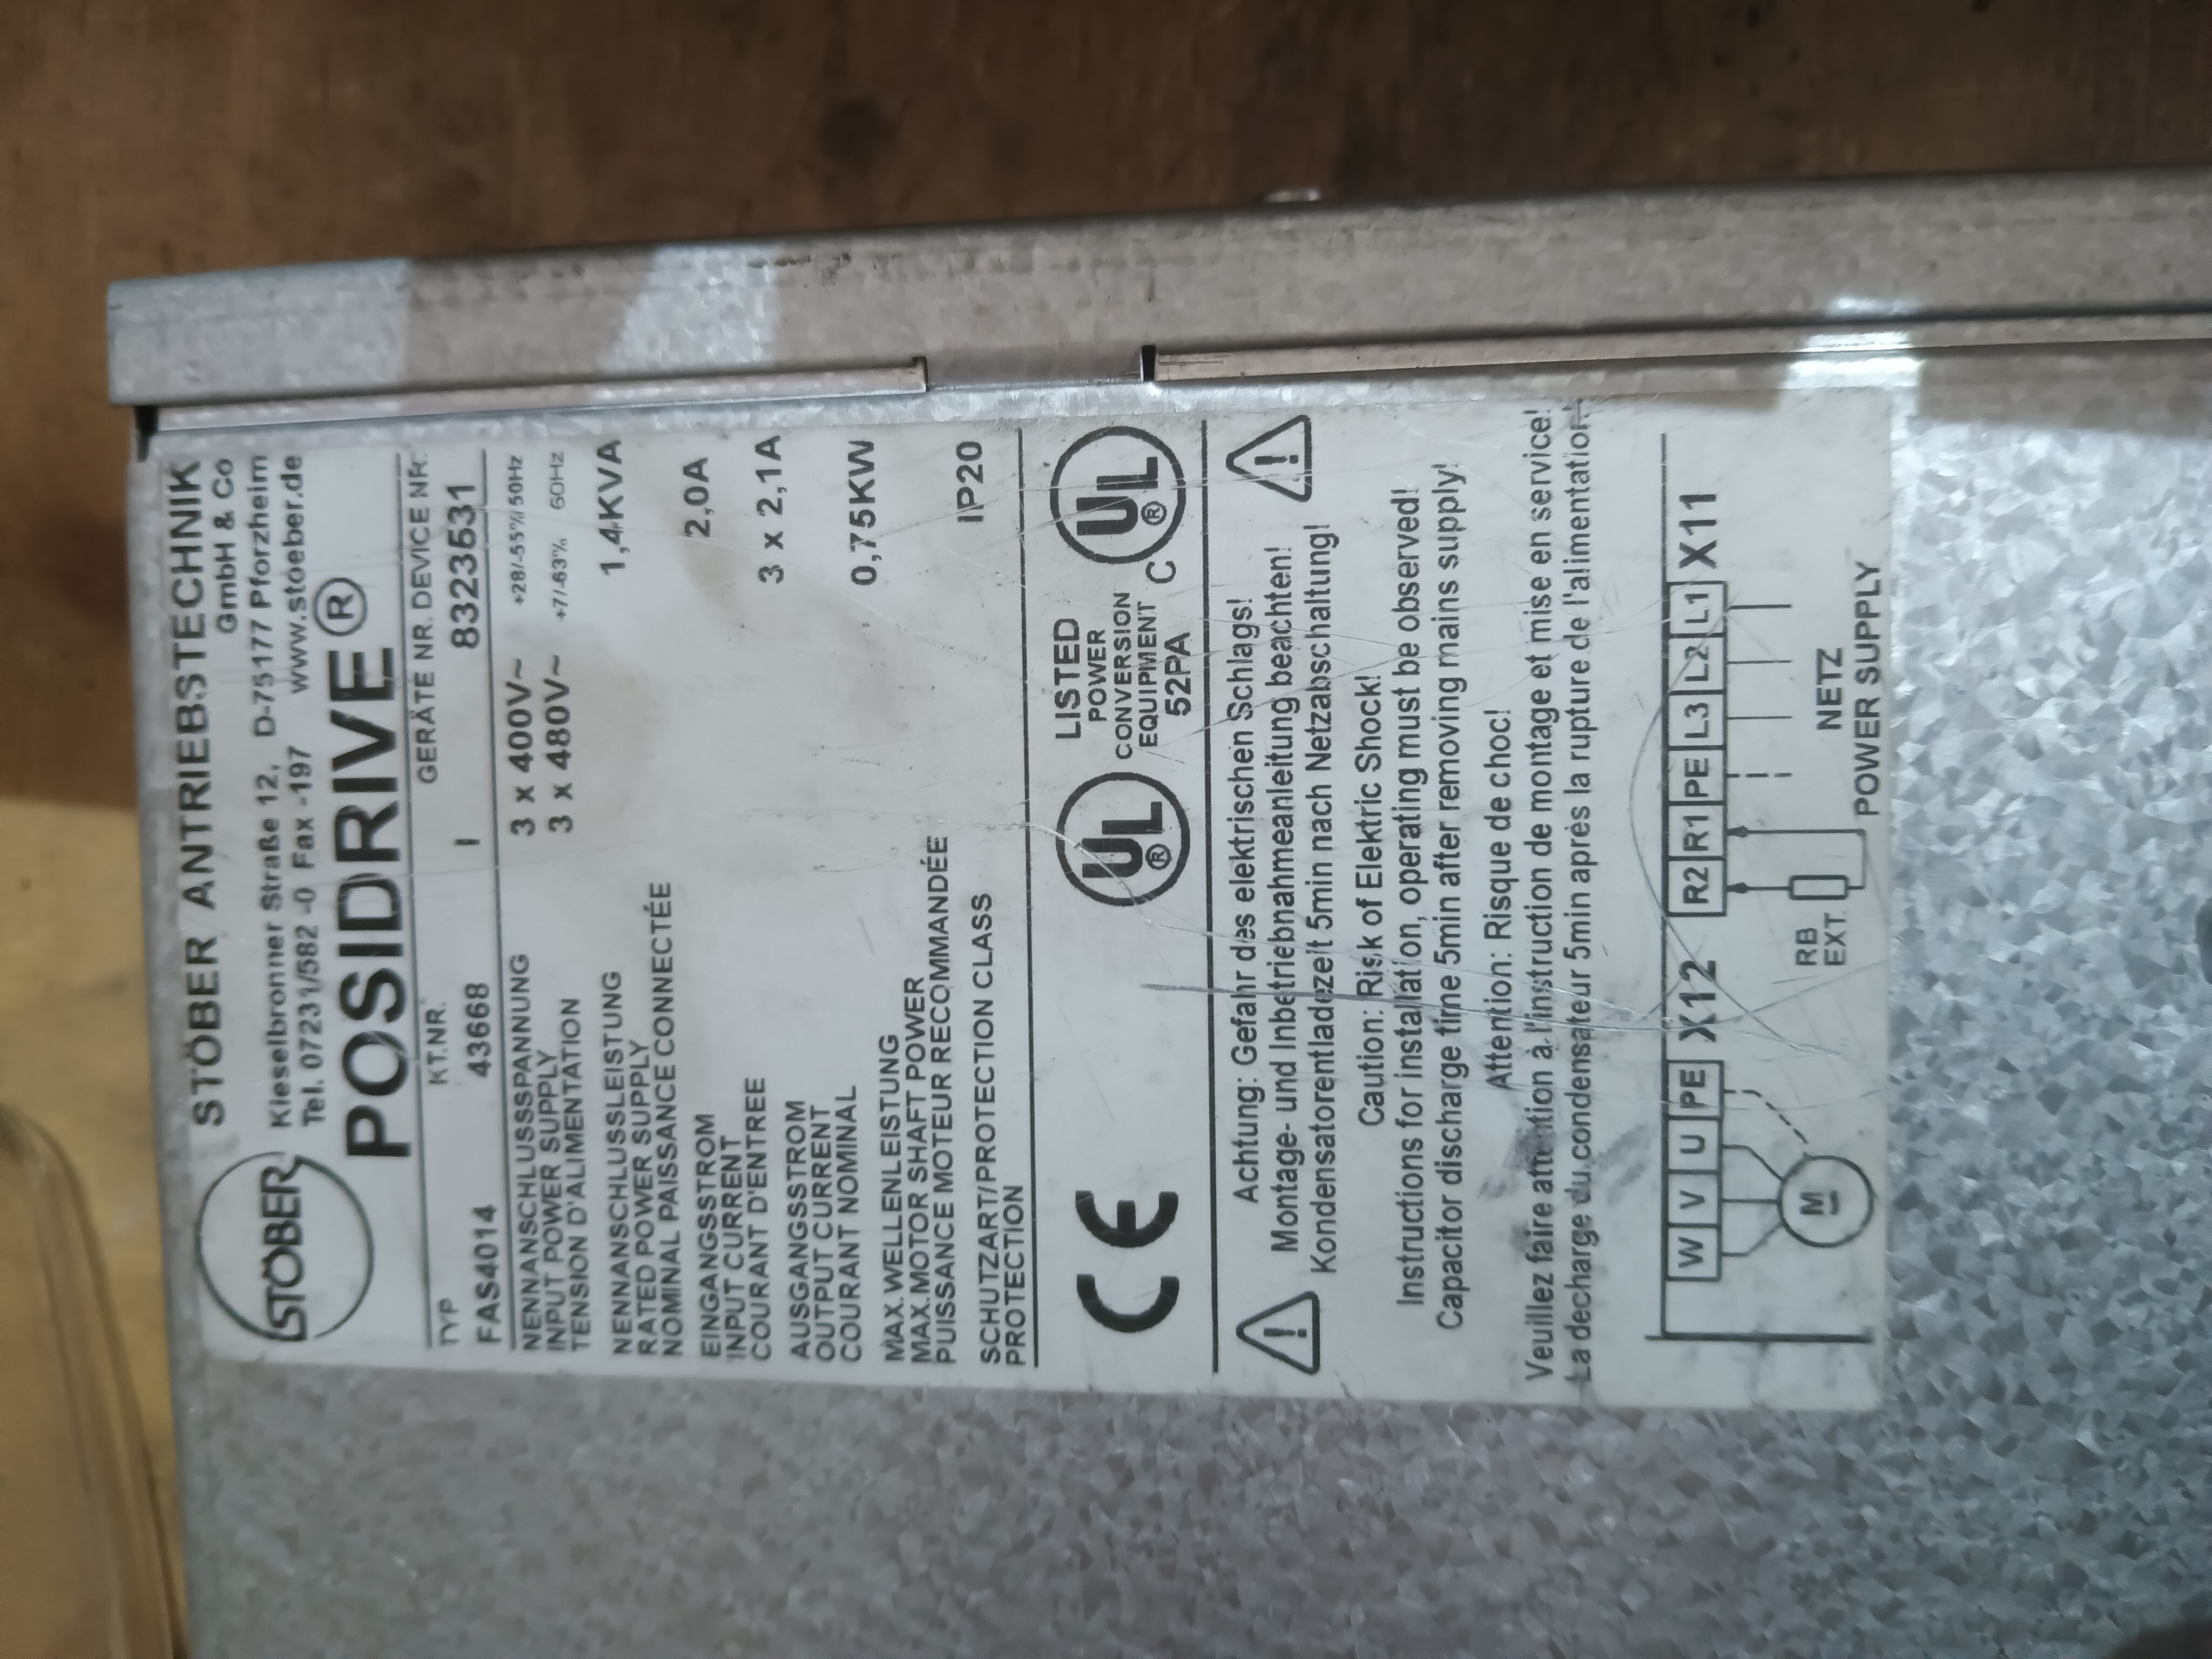 STÖBER
STÖBER ANTRIEBSTECHNIK
GmbH & Co
Kieselbronner Straße 12, D-75177 Pforzheim
Tel. 07231/582 -0 Fax -197 www.stoeber.de
POSIDRIVE®
TYP KT.NR. GERÄTE NR. DEVICE NR.
FAS4014 43668 I 8323531
NENNANSCHLUSSSPANNUNG 3 x 400V~ +28/-55% 50Hz
INPUT POWER SUPPLY 3 x 480V~ +7/-63% 60Hz
TENSION D'ALIMENTATION
NENNANSCHLUSSLEISTUNG 1,4KVA
RATED POWER SUPPLY
NOMINAL PAISSANCE CONNECTÉE
EINGANGSSTROM 2,0A
INPUT CURRENT
COURANT D'ENTREE
AUSGANGSSTROM 3 x 2,1A
OUTPUT CURRENT
COURANT NOMINAL
MAX.WELLENLEISTUNG 0,75KW
MAX.MOTOR SHAFT POWER
PUISSANCE MOTEUR RECOMMANDÉE
SCHUTZART/PROTECTION CLASS IP20
PROTECTION
CE UL® LISTED C UL®
POWER
CONVERSION
EQUIPMENT
52PA
Achtung: Gefahr des elektrischen Schlags!
Montage- und Inbetriebnahmeanleitung beachten!
Kondensatorentladezeit 5min nach Netzabschaltung!
Caution: Risk of Elektric Shock!
Instructions for installation, operating must be observed!
Capacitor discharge time 5min after removing mains supply!
Attention: Risque de choc!
Veuillez faire attention à l'instruction de montage et mise en service!
La decharge du condensateur 5min après la rupture de l'alimentation!
W V U PE X12 R2 R1 PE L3 L2 L1 X11
M
RB
EXT.
NETZ
POWER SUPPLY